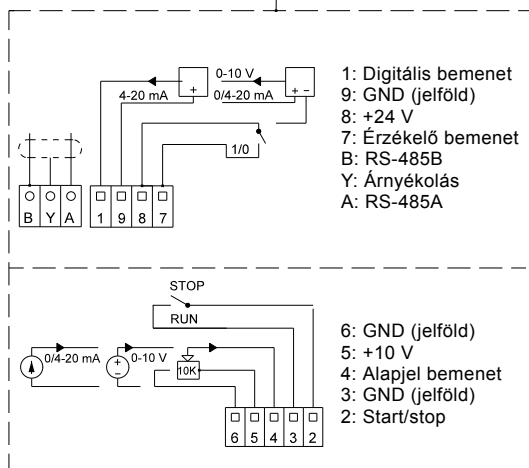 0-10 V
4-20 mA
+
0/4-20 mA
+ −
1/0
B Y A
1 9 8 7
1: Digitális bemenet
9: GND (jelföld)
8: +24 V
7: Érzékelő bemenet
B: RS-485B
Y: Árnyékolás
A: RS-485A
STOP
RUN
0/4-20 mA
+
−
0-10 V
10K
6 5 4 3 2
6: GND (jelföld)
5: +10 V
4: Alapjel bemenet
3: GND (jelföld)
2: Start/stop